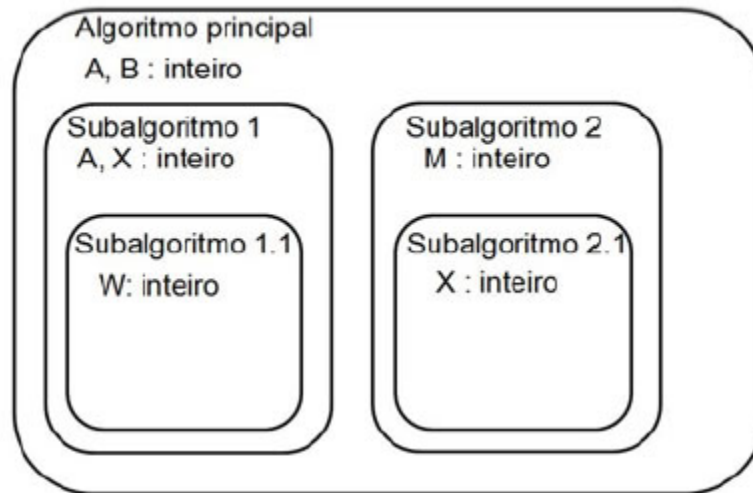 Algoritmo principal
A, B : inteiro
Subalgoritmo 1
A, X : inteiro
Subalgoritmo 1.1
W: inteiro
Subalgoritmo 2
M : inteiro
Subalgoritmo 2.1
X : inteiro